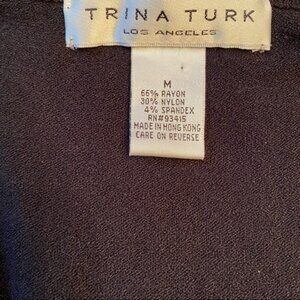 TRINA TURK
LOS ANGELES
M
66% RAYON
30% NYLON
4% SPANDEX
RN#93415
MADE IN HONG KONG
CARE ON REVERSE